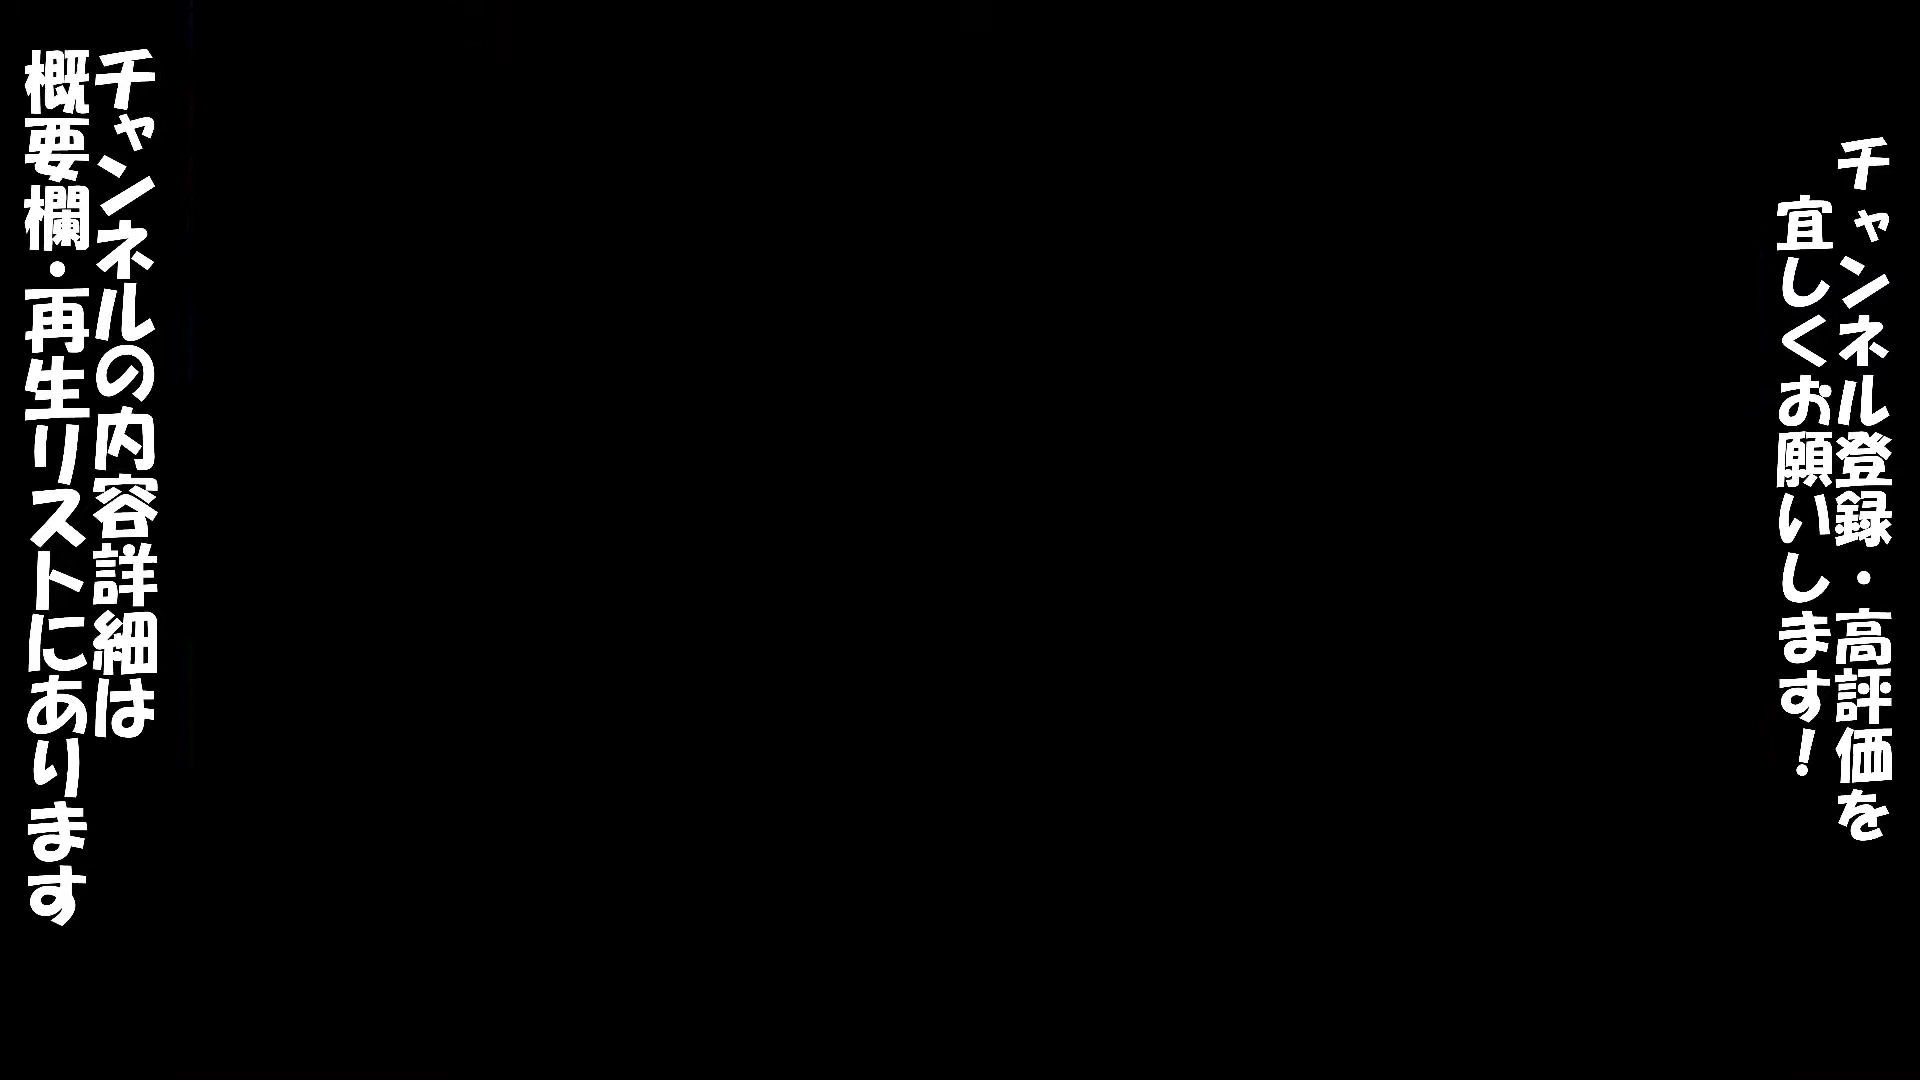 チャンネル登録・高評価を
宜しくお願いします！
チャンネルの内容詳細は
概要欄・再生リストにあります